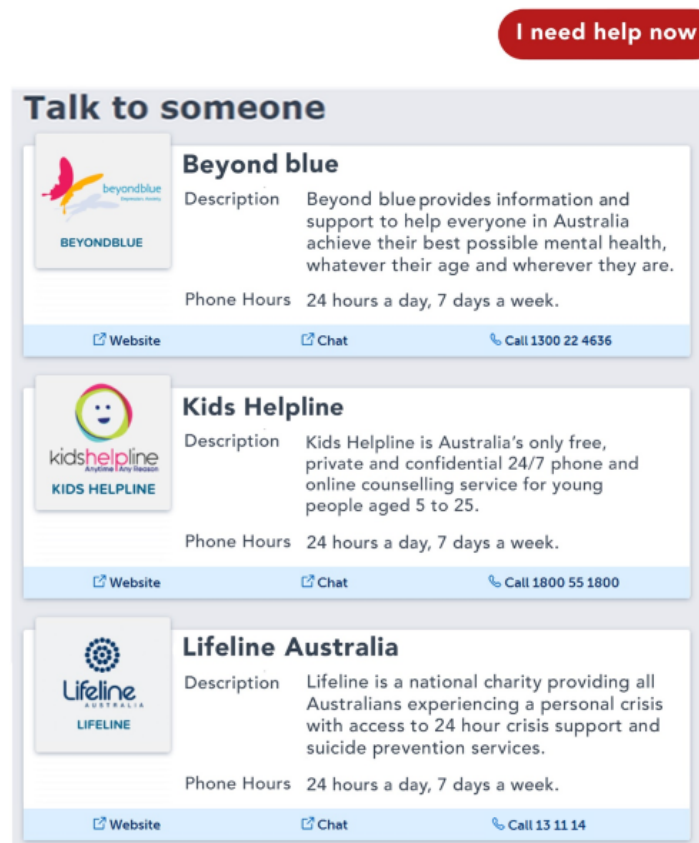 I need help now
Talk to someone
beyondblue
BEYONDBLUE
Beyond blue
Description
Beyond blue provides information and
support to help everyone in Australia
achieve their best possible mental health,
whatever their age and wherever they are.
Phone Hours 24 hours a day, 7 days a week.
Website Chat Call 1300 22 4636
kidshelpline
Anytime Any Reason
KIDS HELPLINE
Kids Helpline
Description
Kids Helpline is Australia's only free,
private and confidential 24/7 phone and
online counselling service for young
people aged 5 to 25.
Phone Hours 24 hours a day, 7 days a week.
Website Chat Call 1800 55 1800
Lifeline
AUSTRALIA
LIFELINE
Lifeline Australia
Description
Lifeline is a national charity providing all
Australians experiencing a personal crisis
with access to 24 hour crisis support and
suicide prevention services.
Phone Hours 24 hours a day, 7 days a week.
Website Chat Call 13 11 14